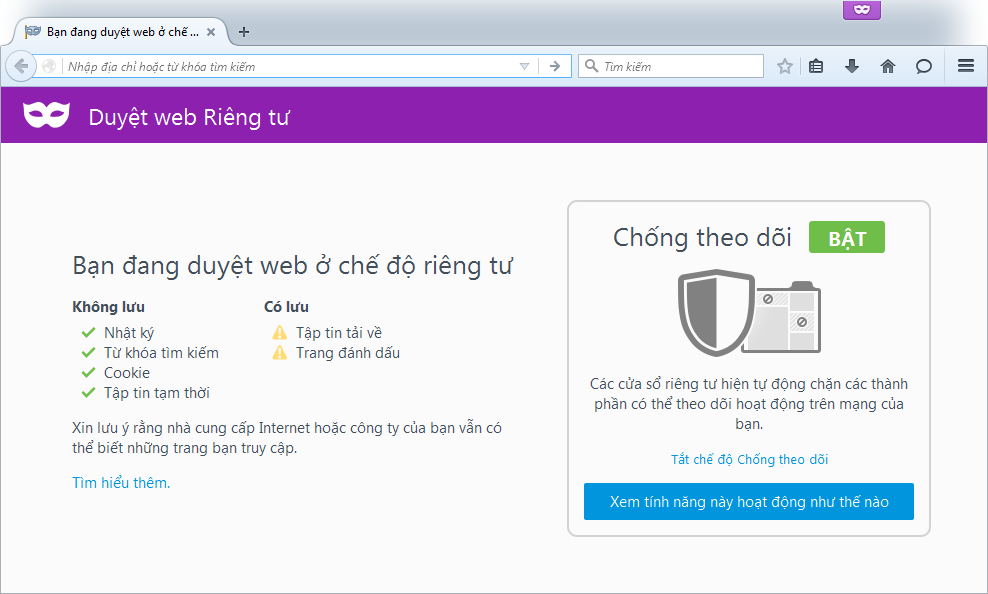 Bạn đang duyệt web ở chế ...
Nhập địa chỉ hoặc từ khóa tìm kiếm
Tìm kiếm
Duyệt web Riêng tư
Bạn đang duyệt web ở chế độ riêng tư
Không lưu
Nhật ký
Từ khóa tìm kiếm
Cookie
Tập tin tạm thời
Có lưu
Tập tin tải về
Trang đánh dấu
Xin lưu ý rằng nhà cung cấp Internet hoặc công ty của bạn vẫn có
thể biết những trang bạn truy cập.
Tìm hiểu thêm.
Chống theo dõi BẬT
Các cửa sổ riêng tư hiện tự động chặn các thành
phần có thể theo dõi hoạt động trên mạng của
bạn.
Tắt chế độ Chống theo dõi
Xem tính năng này hoạt động như thế nào